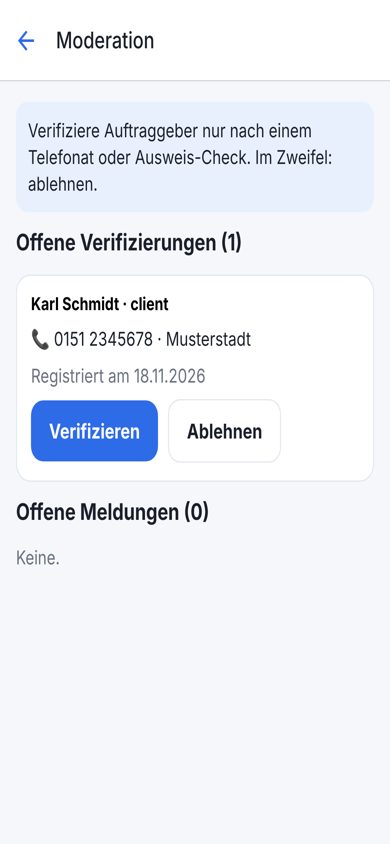 Moderation
Verifiziere Auftraggeber nur nach einem
Telefonat oder Ausweis-Check. Im Zweifel:
ablehnen.
Offene Verifizierungen (1)
Karl Schmidt · client
📞 0151 2345678 · Musterstadt
Registriert am 18.11.2026
Verifizieren
Ablehnen
Offene Meldungen (0)
Keine.